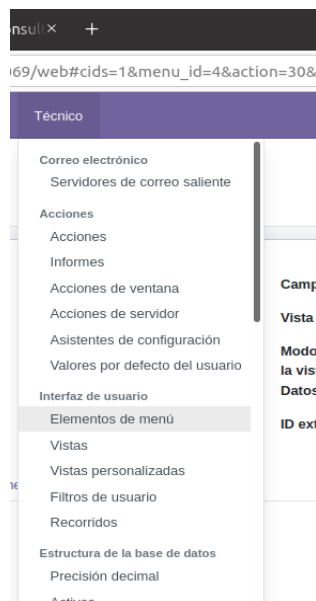 nsul × +
069/web#cids=1&menu_id=4&action=30&
Técnico
Correo electrónico
Servidores de correo saliente
Acciones
Acciones
Informes
Acciones de ventana
Acciones de servidor
Asistentes de configuración
Valores por defecto del usuario
Interfaz de usuario
Elementos de menú
Vistas
Vistas personalizadas
Filtros de usuario
Recorridos
Estructura de la base de datos
Precisión decimal
Activos
Camp
Vista
Modo
la vis
Datos
ID ext